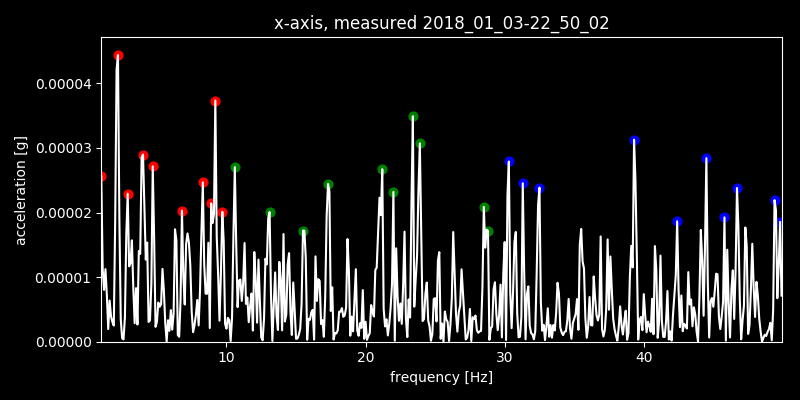 x-axis, measured 2018_01_03-22_50_02
acceleration [g]
0.00004
0.00003
0.00002
0.00001
0.00000
10 20 30 40
frequency [Hz]